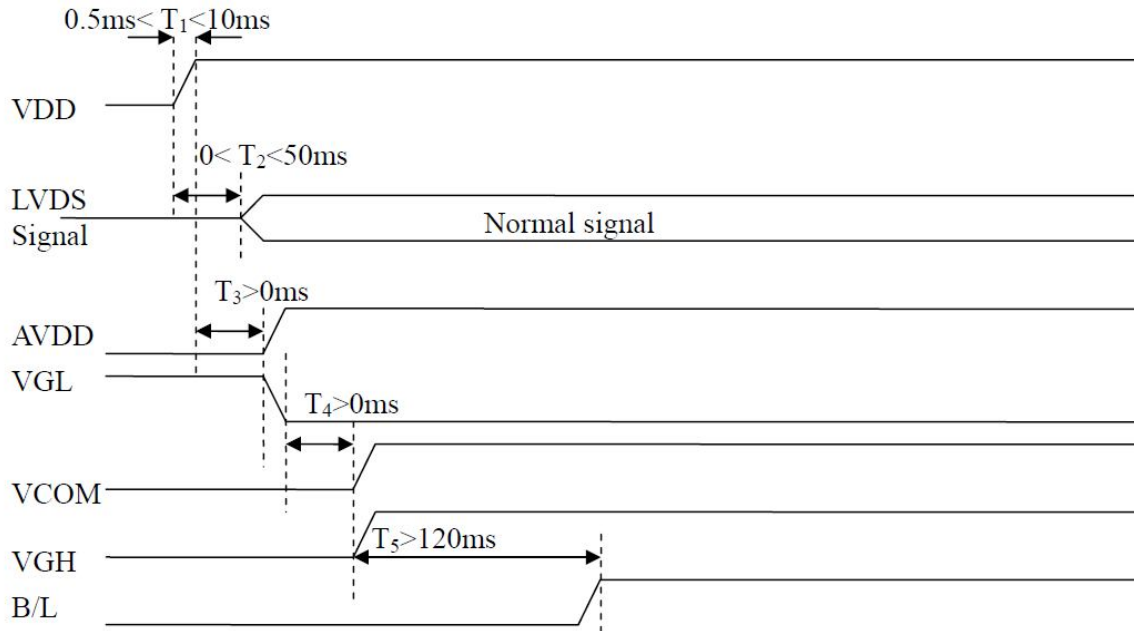 0.5ms< T₁<10ms
VDD
0< T₂<50ms
LVDS
Signal
Normal signal
T₃>0ms
AVDD
VGL
T₄>0ms
VCOM
T₅>120ms
VGH
B/L